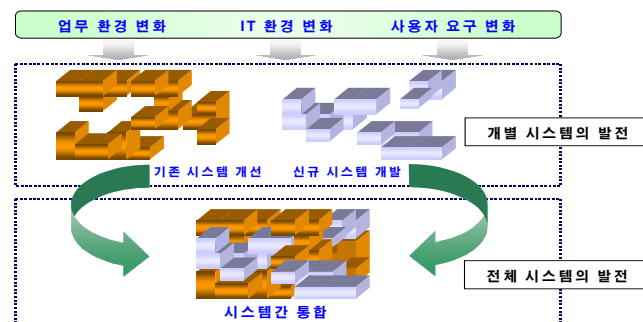 업무 환경 변화 IT 환경 변화 사용자 요구 변화
개별 시스템의 발전
기존 시스템 개선 신규 시스템 개발
전체 시스템의 발전
시스템간 통합